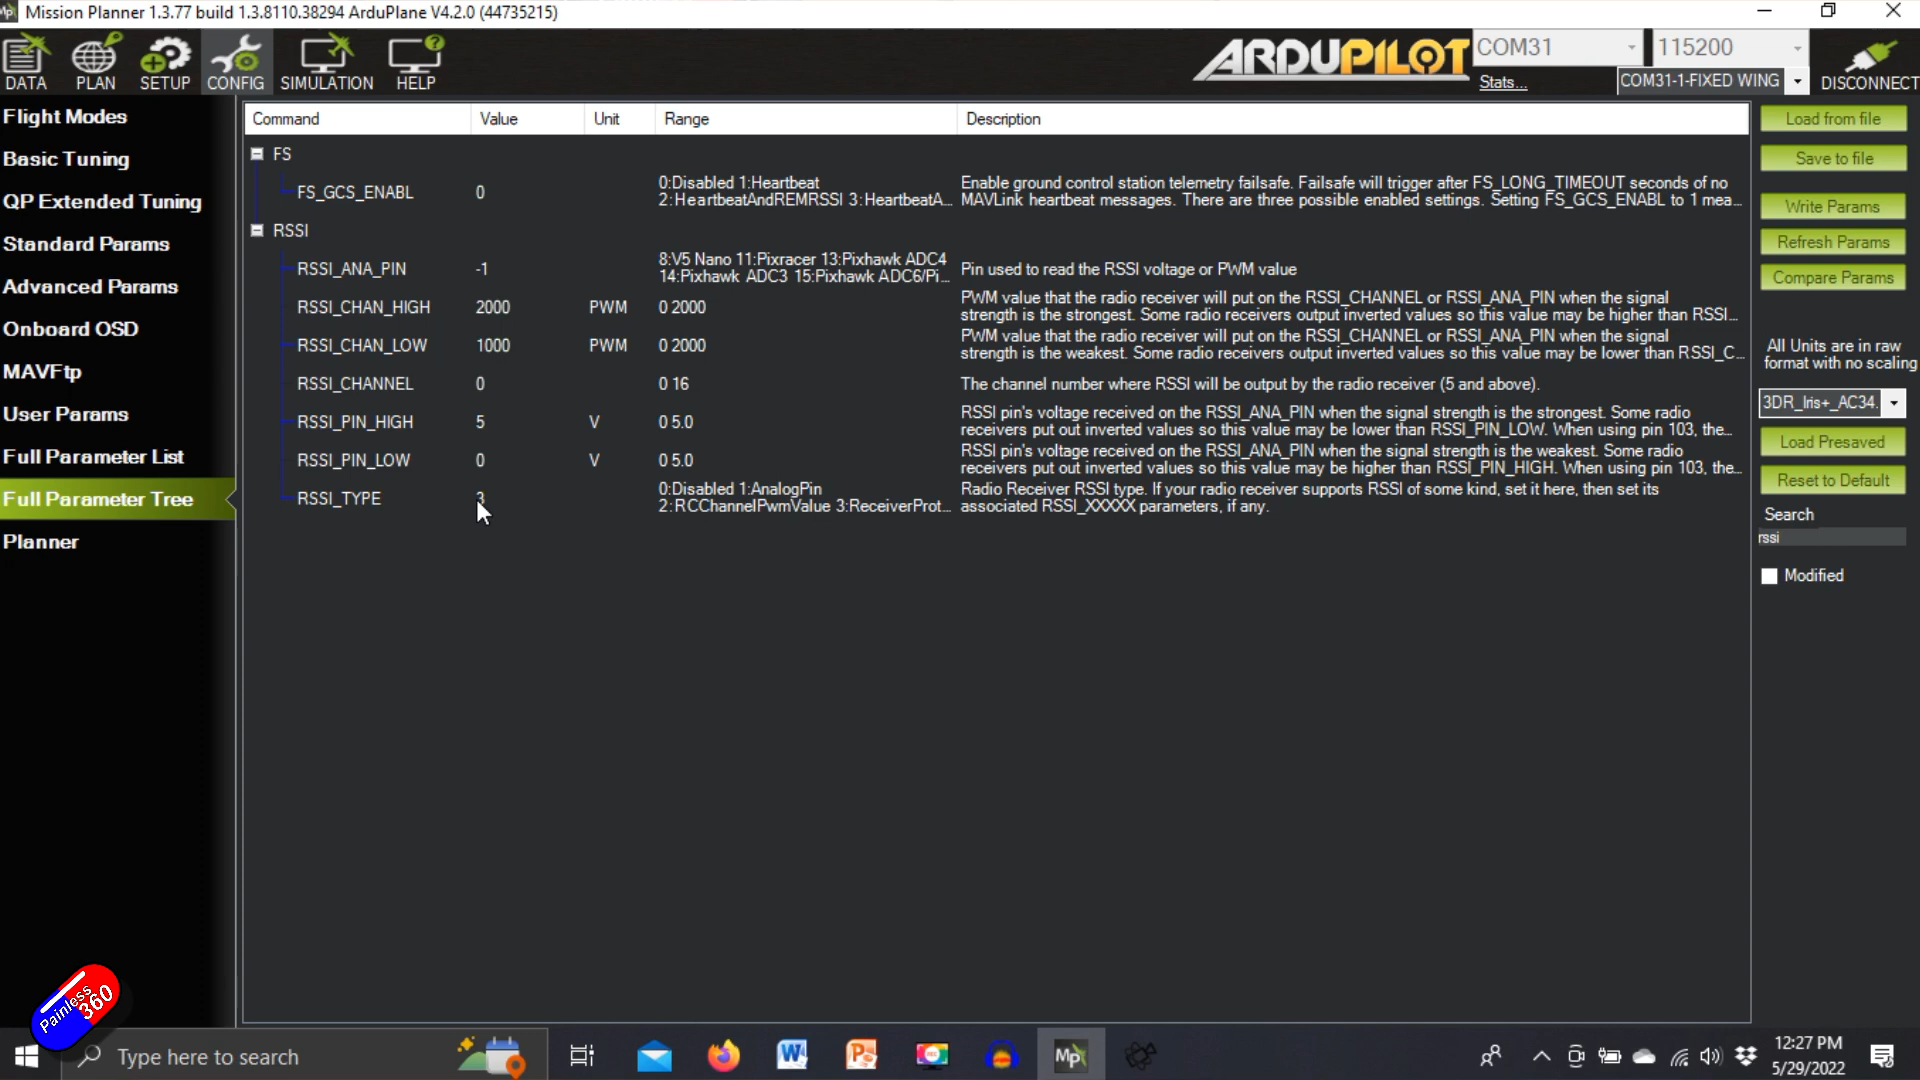 Mission Planner 1.3.77 build 1.3.8110.38294 ArduPlane V4.2.0 (44735215)
DATA PLAN SETUP CONFIG SIMULATION HELP
ARDUPILOT
COM31 115200
Stats... COM31-1-FIXED WING DISCONNECT
Flight Modes
Basic Tuning
QP Extended Tuning
Standard Params
Advanced Params
Onboard OSD
MAVFtp
User Params
Full Parameter List
Full Parameter Tree
Planner
Command Value Unit Range Description
FS
FS_GCS_ENABL 0
0:Disabled 1:Heartbeat
2:HeartbeatAndREMRSSI 3:HeartbeatA...
Enable ground control station telemetry failsafe. Failsafe will trigger after FS_LONG_TIMEOUT seconds of no
MAVLink heartbeat messages. There are three possible enabled settings. Setting FS_GCS_ENABL to 1 mea...
RSSI
RSSI_ANA_PIN -1
8:V5 Nano 11:Pixracer 13:Pixhawk ADC4
14:Pixhawk ADC3 15:Pixhawk ADC6/Pi...
Pin used to read the RSSI voltage or PWM value
RSSI_CHAN_HIGH 2000 PWM 0 2000
PWM value that the radio receiver will put on the RSSI_CHANNEL or RSSI_ANA_PIN when the signal
strength is the strongest. Some radio receivers output inverted values so this value may be higher than RSSI...
RSSI_CHAN_LOW 1000 PWM 0 2000
PWM value that the radio receiver will put on the RSSI_CHANNEL or RSSI_ANA_PIN when the signal
strength is the weakest. Some radio receivers output inverted values so this value may be lower than RSSI_C...
RSSI_CHANNEL 0 0 16 The channel number where RSSI will be output by the radio receiver (5 and above).
RSSI_PIN_HIGH 5 V 0 5.0
RSSI pin's voltage received on the RSSI_ANA_PIN when the signal strength is the strongest. Some radio
receivers put out inverted values so this value may be lower than RSSI_PIN_LOW. When using pin 103, the...
RSSI_PIN_LOW 0 V 0 5.0
RSSI pin's voltage received on the RSSI_ANA_PIN when the signal strength is the weakest. Some radio
receivers put out inverted values so this value may be higher than RSSI_PIN_HIGH. When using pin 103, the...
RSSI_TYPE 3
0:Disabled 1:AnalogPin
2:RCChannelPwmValue 3:ReceiverProt...
Radio Receiver RSSI type. If your radio receiver supports RSSI of some kind, set it here, then set its
associated RSSI_XXXXX parameters, if any.
Load from file
Save to file
Write Params
Refresh Params
Compare Params
All Units are in raw
format with no scaling
3DR_Iris+_AC34.
Load Presaved
Reset to Default
Search
rssi
Modified
Painless
360
Type here to search
12:27 PM
5/29/2022